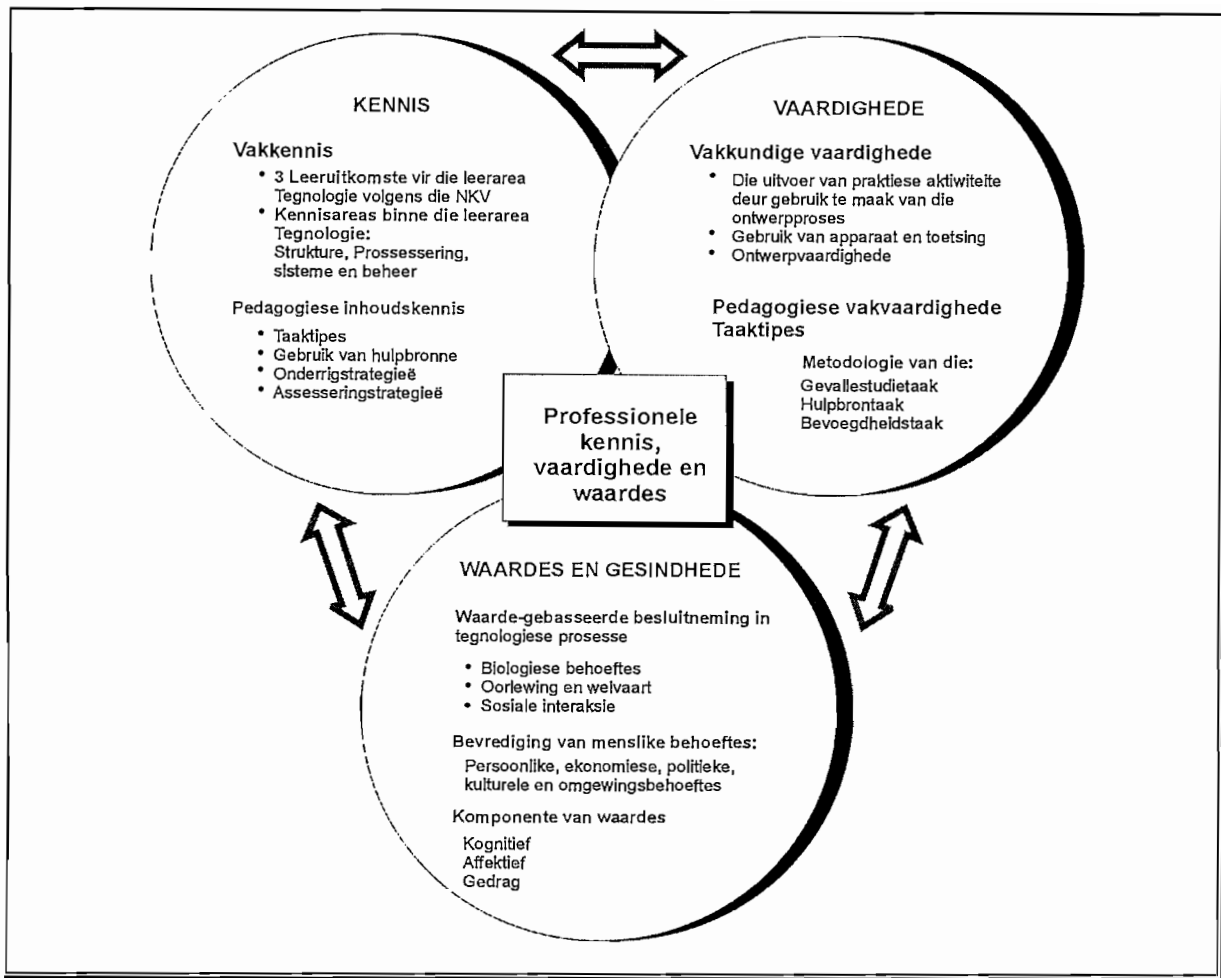 KENNIS
Vakkennis
• 3 Leeruitkomste vir die leerarea
Tegnologie volgens die NKV
• Kennisareas binne die leerarea
Tegnologie:
Strukture, Prossessering,
sisteme en beheer
Pedagogiese inhoudskennis
• Taaktipes
• Gebruik van hulpbronne
• Onderrigstrategieë
• Assesseringstrategieë
VAARDIGHEDE
Vakkundige vaardighede
• Die uitvoer van praktiese aktiwiteite
deur gebruik te maak van die
ontwerpproses
• Gebruik van apparaat en toetsing
• Ontwerpvaardighede
Pedagogiese vakvaardighede
Taaktipes
Metodologie van die:
Gevallestudietaak
Hulpbrontaak
Bevoegdheidstaak
Professionele
kennis,
vaardighede en
waardes
WAARDES EN GESINDHEDE
Waarde-gebasseerde besluitneming in
tegnologiese prosesse
• Biologiese behoeftes
• Oorlewing en welvaart
• Sosiale interaksie
Bevrediging van menslike behoeftes:
Persoonlike, ekonomiese, politieke,
kulturele en omgewingsbehoeftes
Komponente van waardes
Kognitief
Affektief
Gedrag